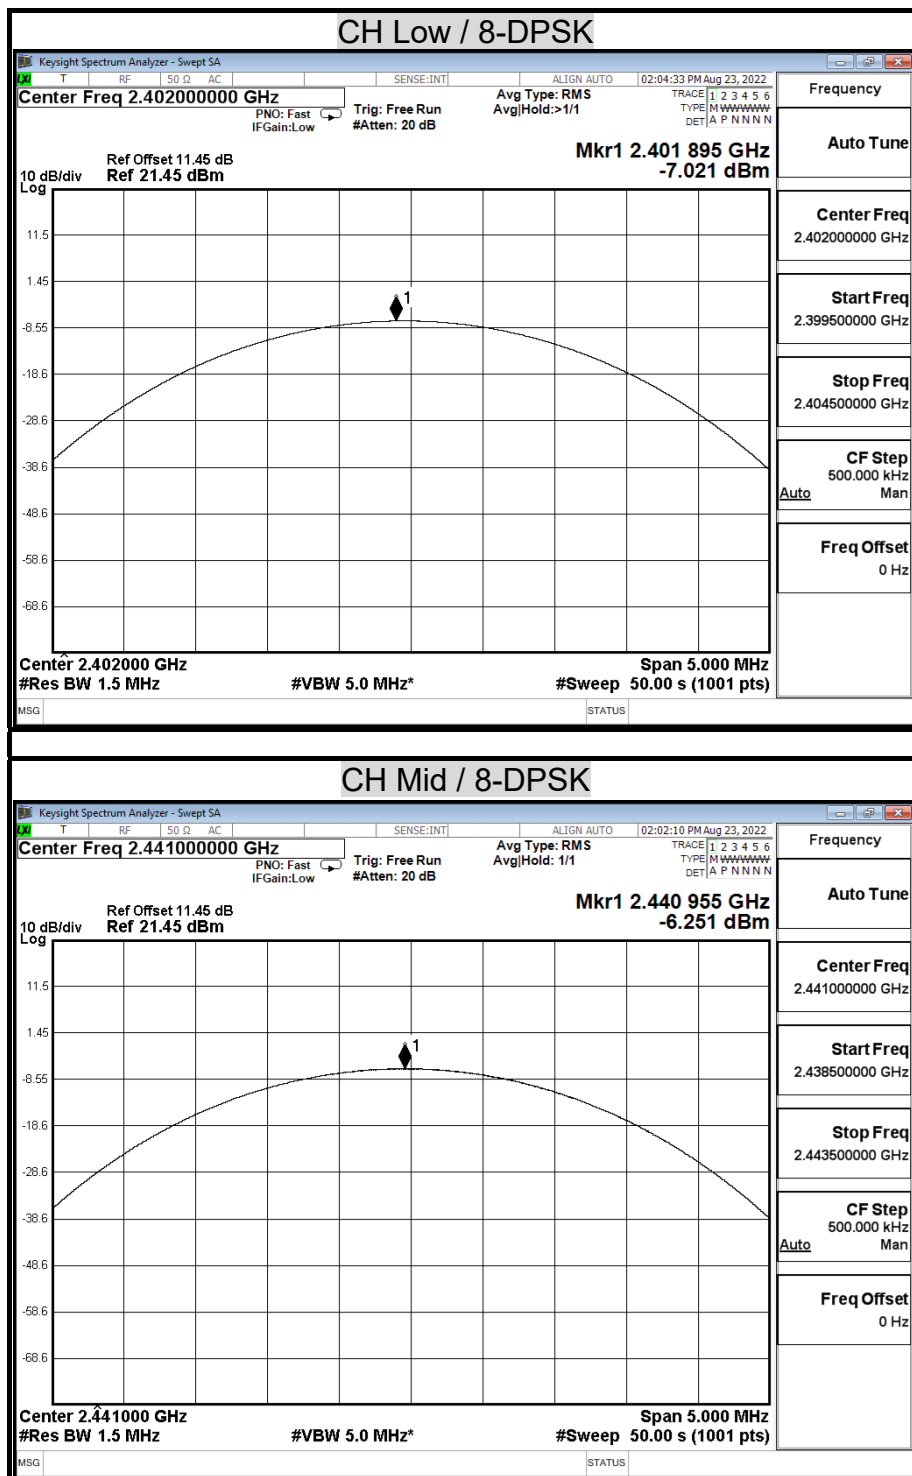 CH Low / 8-DPSK
Keysight Spectrum Analyzer - Swept SA
LXI T RF 50 Ω AC SENSE:INT ALIGN AUTO 02:04:33 PM Aug 23, 2022
Center Freq 2.402000000 GHz
PNO: Fast
IFGain:Low
Trig: Free Run
#Atten: 20 dB
Avg Type: RMS
Avg|Hold:>1/1
TRACE 1 2 3 4 5 6
TYPE M WWWWW
DET A P N N N N
Mkr1 2.401 895 GHz
-7.021 dBm
Ref Offset 11.45 dB
10 dB/div Ref 21.45 dBm
Log
11.5
1.45
1
-8.55
-18.6
-28.6
-38.6
-48.6
-58.6
-68.6
Center 2.402000 GHz Span 5.000 MHz
#Res BW 1.5 MHz #VBW 5.0 MHz* #Sweep 50.00 s (1001 pts)
MSG STATUS
Frequency
Auto Tune
Center Freq
2.402000000 GHz
Start Freq
2.399500000 GHz
Stop Freq
2.404500000 GHz
CF Step
500.000 kHz
Auto Man
Freq Offset
0 Hz
CH Mid / 8-DPSK
Keysight Spectrum Analyzer - Swept SA
LXI T RF 50 Ω AC SENSE:INT ALIGN AUTO 02:02:10 PM Aug 23, 2022
Center Freq 2.441000000 GHz
PNO: Fast
IFGain:Low
Trig: Free Run
#Atten: 20 dB
Avg Type: RMS
Avg|Hold: 1/1
TRACE 1 2 3 4 5 6
TYPE M WWWWW
DET A P N N N N
Mkr1 2.440 955 GHz
-6.251 dBm
Ref Offset 11.45 dB
10 dB/div Ref 21.45 dBm
Log
11.5
1.45
1
-8.55
-18.6
-28.6
-38.6
-48.6
-58.6
-68.6
Center 2.441000 GHz Span 5.000 MHz
#Res BW 1.5 MHz #VBW 5.0 MHz* #Sweep 50.00 s (1001 pts)
MSG STATUS
Frequency
Auto Tune
Center Freq
2.441000000 GHz
Start Freq
2.438500000 GHz
Stop Freq
2.443500000 GHz
CF Step
500.000 kHz
Auto Man
Freq Offset
0 Hz